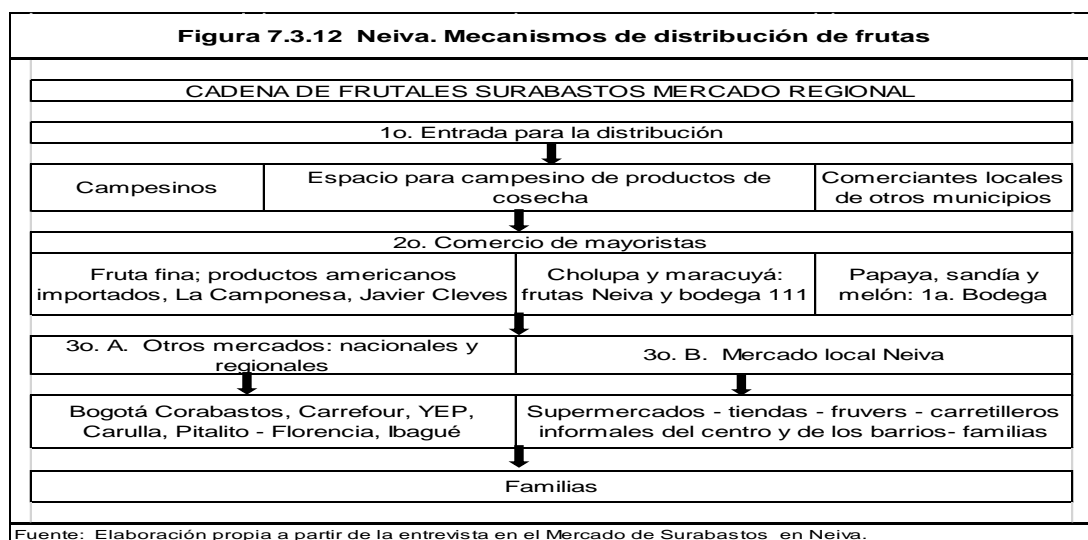 Figura 7.3.12 Neiva. Mecanismos de distribución de frutas
CADENA DE FRUTALES SURABASTOS MERCADO REGIONAL
1o. Entrada para la distribución
Campesinos
Espacio para campesino de productos de
cosecha
Comerciantes locales
de otros municipios
2o. Comercio de mayoristas
Fruta fina; productos americanos
importados, La Camponesa, Javier Cleves
Cholupa y maracuyá:
frutas Neiva y bodega 111
Papaya, sandía y
melón: 1a. Bodega
3o. A. Otros mercados: nacionales y
regionales
3o. B. Mercado local Neiva
Bogotá Corabastos, Carrefour, YEP,
Carulla, Pitalito - Florencia, Ibagué
Supermercados - tiendas - fruvers - carretilleros
informales del centro y de los barrios- familias
Familias
Fuente: Elaboración propia a partir de la entrevista en el Mercado de Surabastos en Neiva.